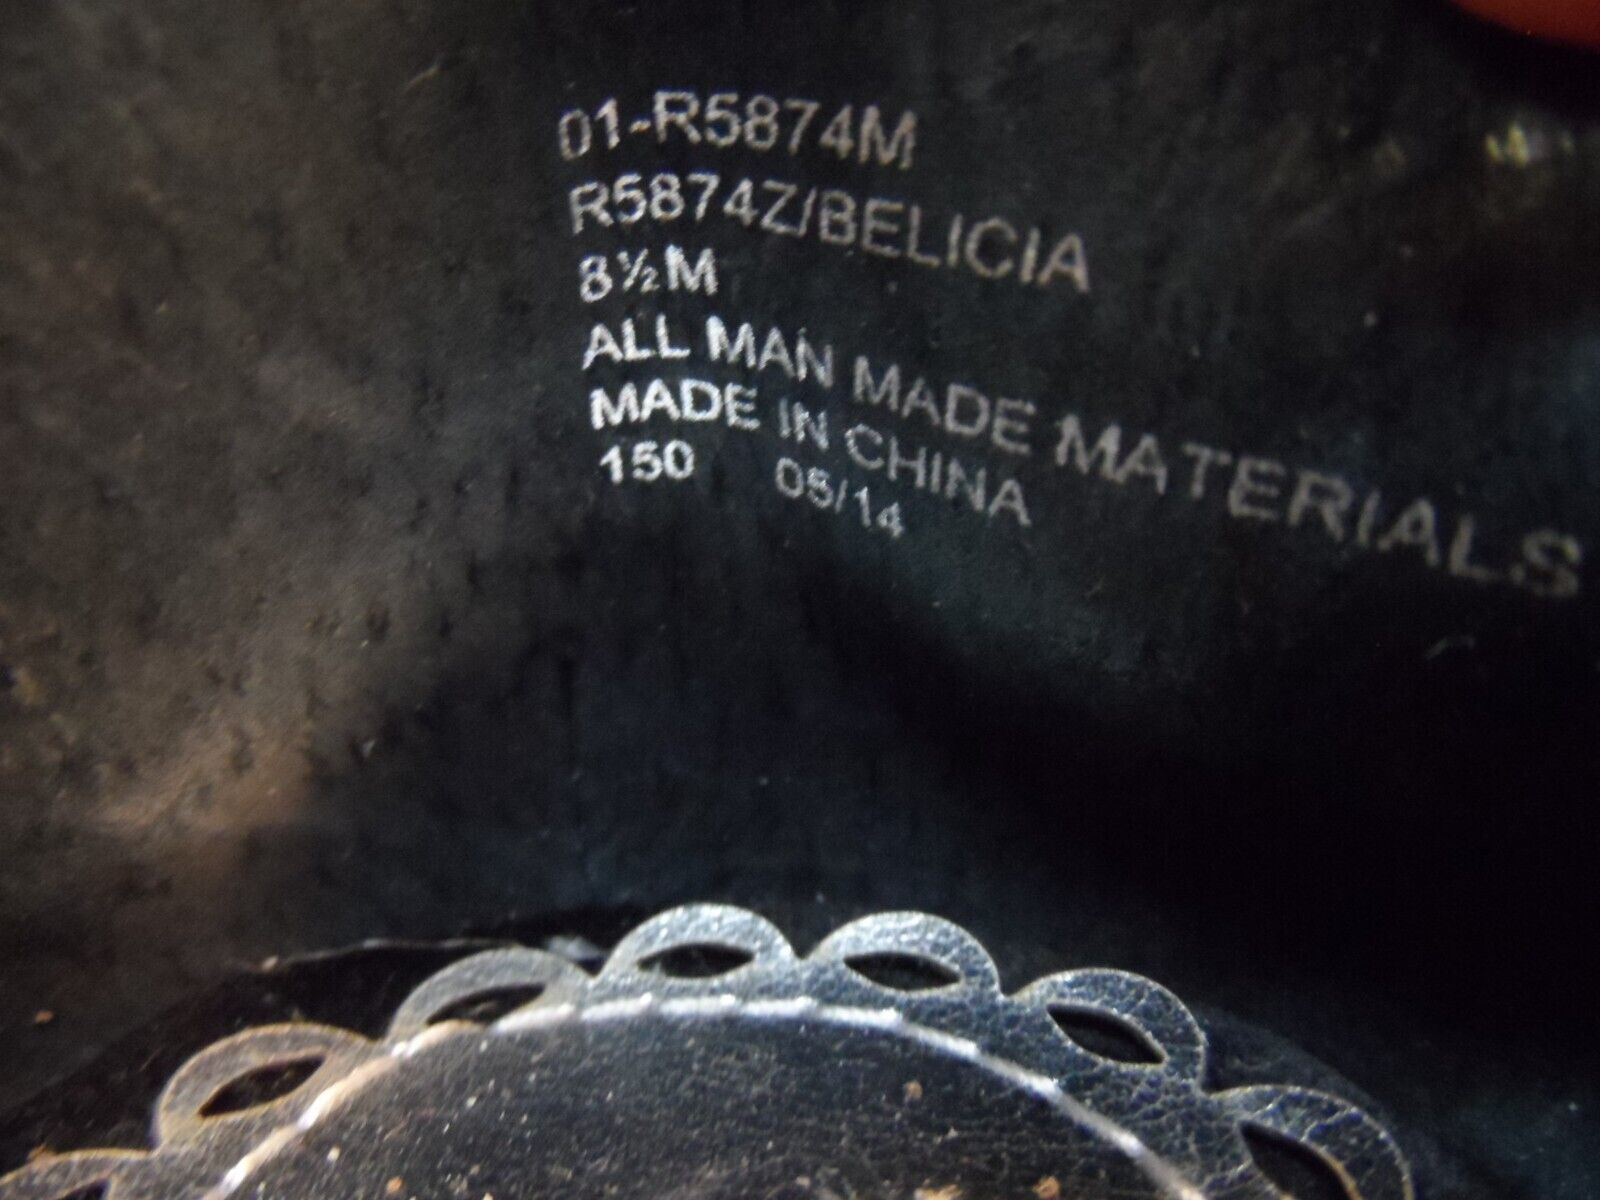 01-R5874M
R5874Z/BELICIA
8½M
ALL MAN MADE MATERIALS
MADE IN CHINA
150 05/14